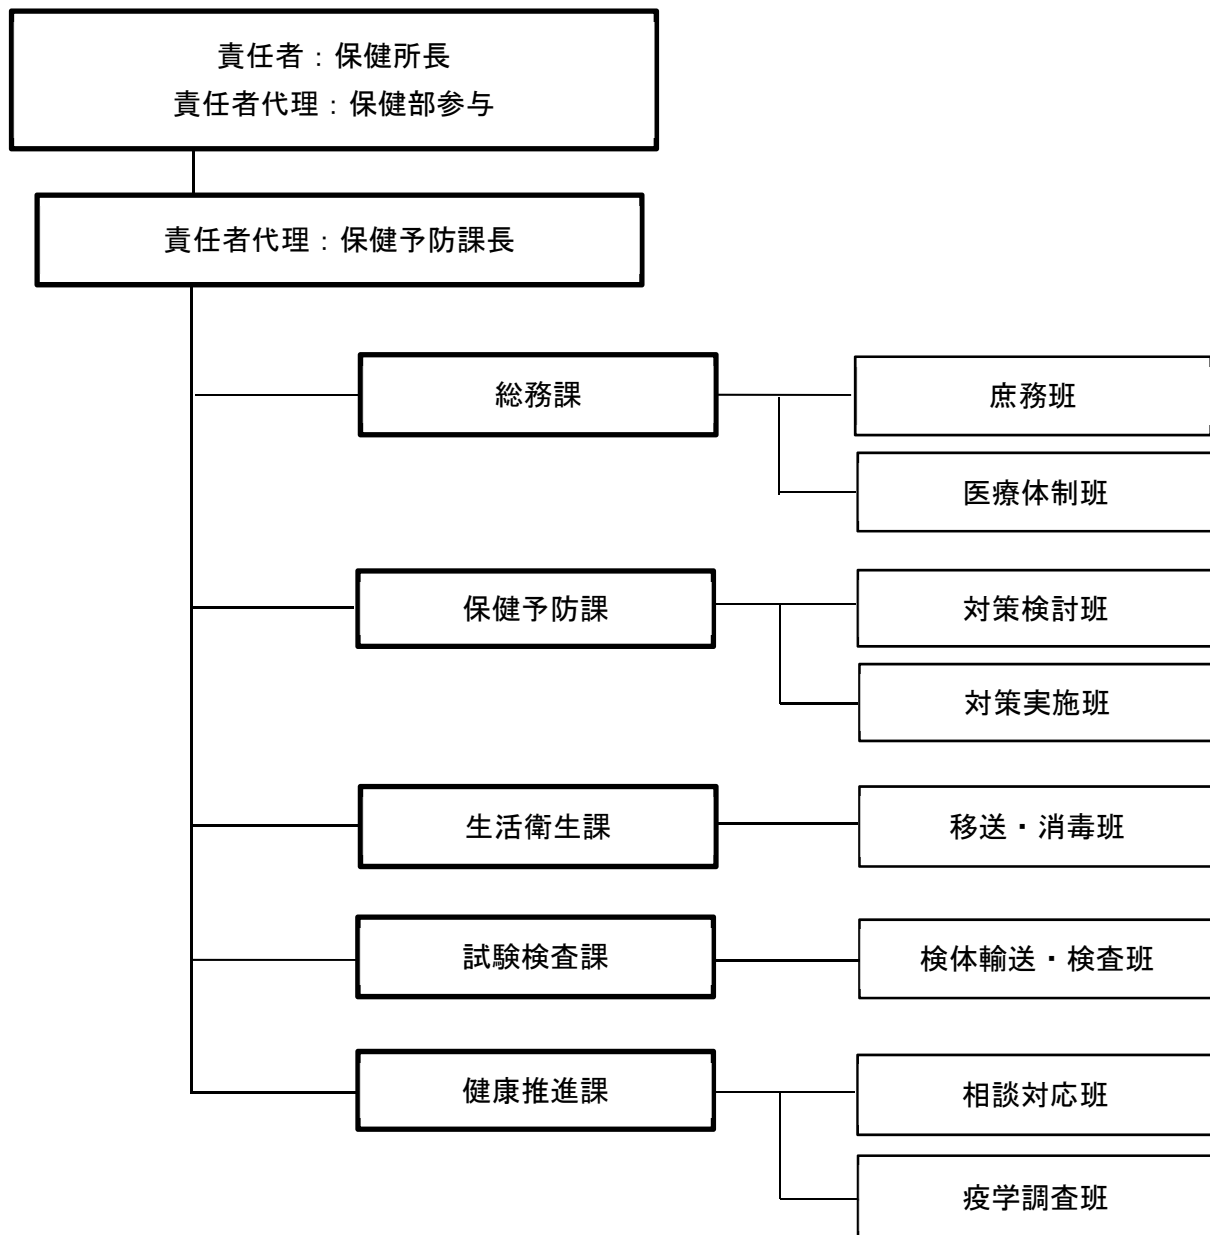 責任者：保健所長
責任者代理：保健部参与
責任者代理：保健予防課長
総務課
庶務班
医療体制班
保健予防課
対策検討班
対策実施班
生活衛生課
移送・消毒班
試験検査課
検体輸送・検査班
健康推進課
相談対応班
疫学調査班